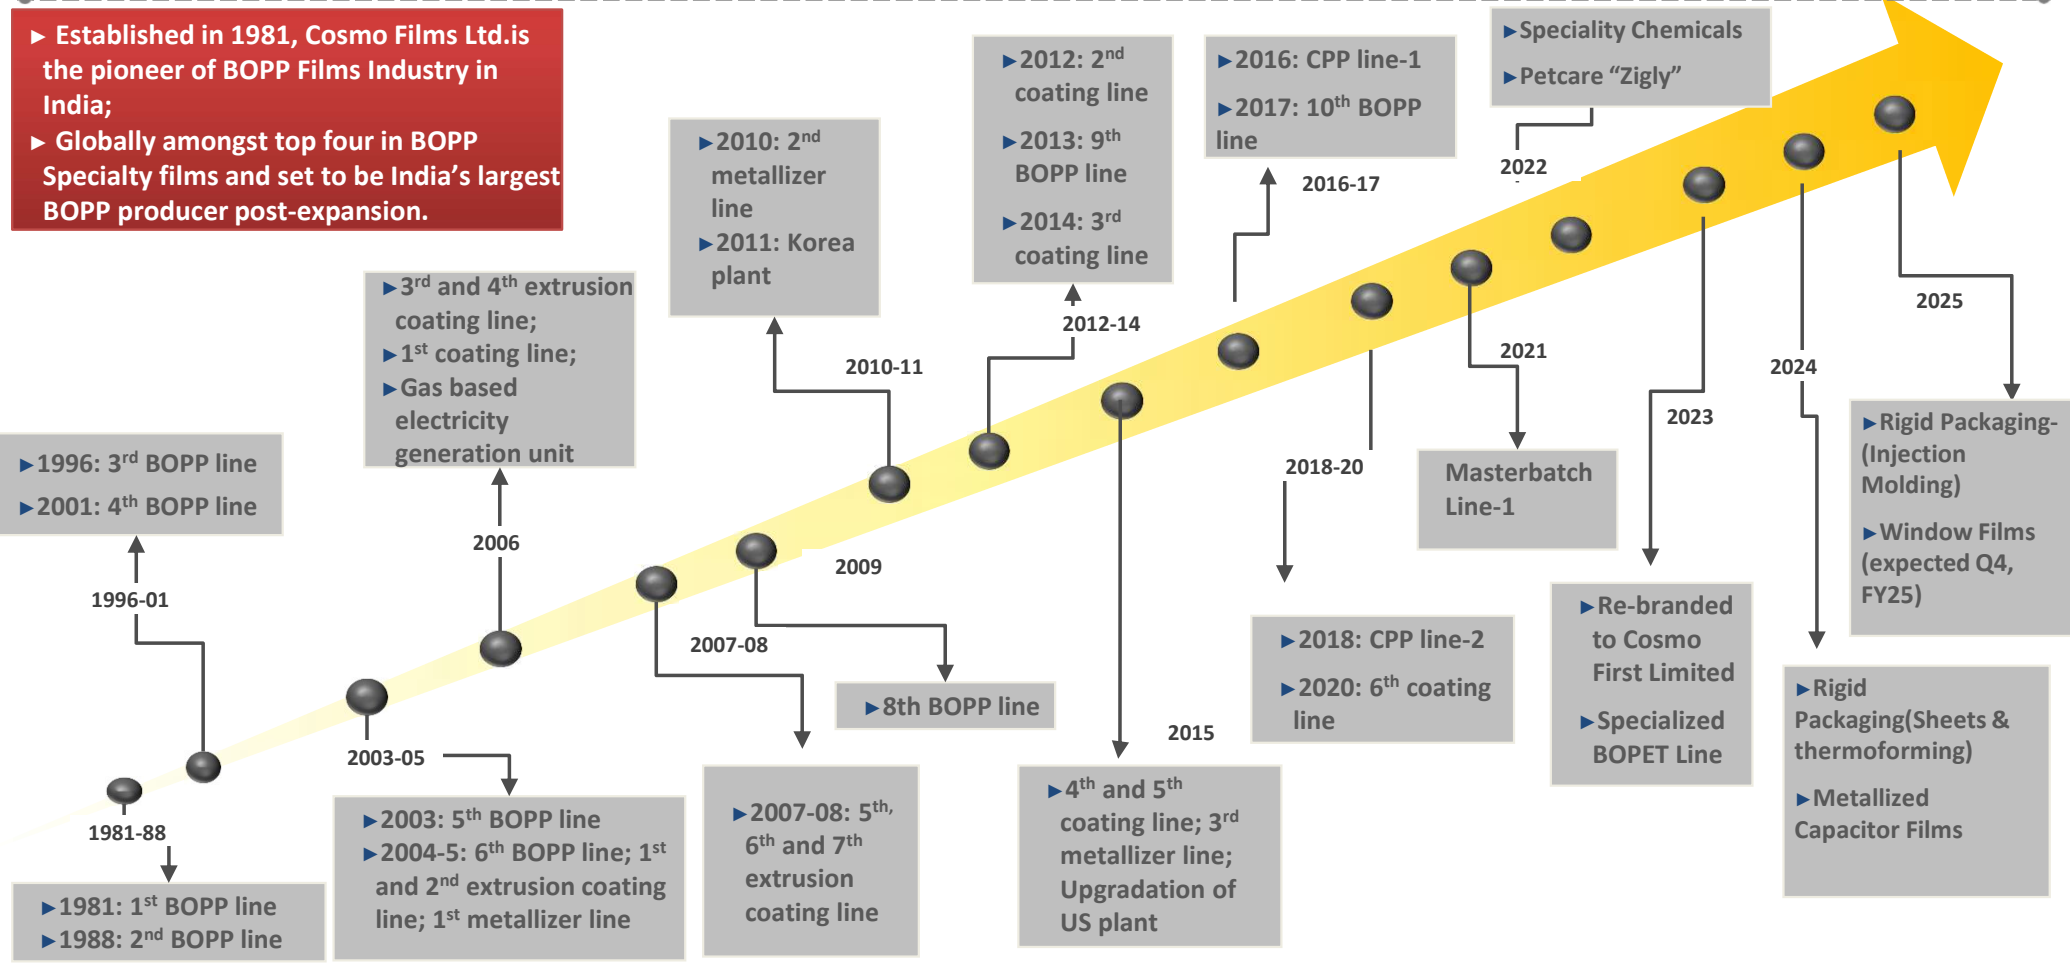 ► Established in 1981, Cosmo Films Ltd.is
the pioneer of BOPP Films Industry in
India;
► Globally amongst top four in BOPP
Specialty films and set to be India’s largest
BOPP producer post-expansion.
►1996: 3rd BOPP line
►2001: 4th BOPP line
1996-01
1981-88
►1981: 1st BOPP line
►1988: 2nd BOPP line
►3rd and 4th extrusion
coating line;
►1st coating line;
►Gas based
electricity
generation unit
2006
2003-05
►2003: 5th BOPP line
►2004-5: 6th BOPP line; 1st
and 2nd extrusion coating
line; 1st metallizer line
►2010: 2nd
metallizer
line
►2011: Korea
plant
2010-11
2009
2007-08
►8th BOPP line
►2007-08: 5th,
6th and 7th
extrusion
coating line
►2012: 2nd
coating line
►2013: 9th
BOPP line
►2014: 3rd
coating line
2012-14
2015
►4th and 5th
coating line; 3rd
metallizer line;
Upgradation of
US plant
►2016: CPP line-1
►2017: 10th BOPP
line
2016-17
2018-20
►2018: CPP line-2
►2020: 6th coating
line
2021
Masterbatch
Line-1
►Speciality Chemicals
►Petcare “Zigly”
2022
2023
►Re-branded
to Cosmo
First Limited
►Specialized
BOPET Line
2024
►Rigid
Packaging(Sheets &
thermoforming)
►Metallized
Capacitor Films
2025
►Rigid Packaging-
(Injection
Molding)
►Window Films
(expected Q4,
FY25)